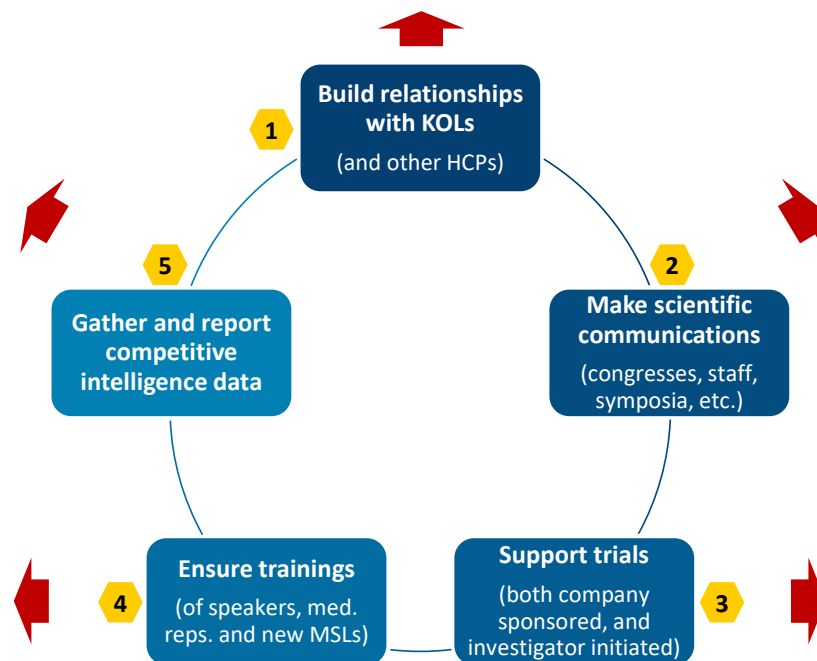 1
Build relationships
with KOLs
(and other HCPs)
2
Make scientific
communications
(congresses, staff,
symposia, etc.)
3
Support trials
(both company
sponsored, and
investigator initiated)
4
Ensure trainings
(of speakers, med.
reps. and new MSLs)
5
Gather and report
competitive
intelligence data